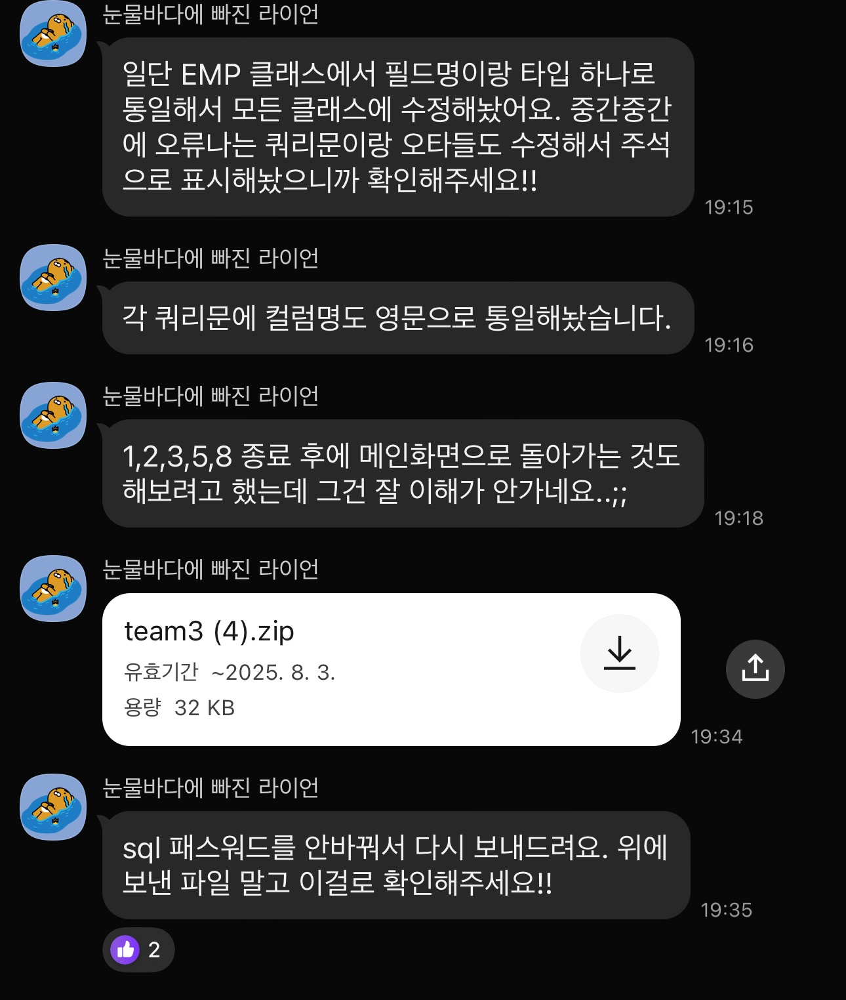 눈물바다에 빠진 라이언
일단 EMP 클래스에서 필드명이랑 타입 하나로
통일해서 모든 클래스에 수정해놨어요. 중간중간
에 오류나는 쿼리문이랑 오타들도 수정해서 주석
으로 표시해놨으니까 확인해주세요!!
19:15
눈물바다에 빠진 라이언
각 쿼리문에 컬럼명도 영문으로 통일해놨습니다.
19:16
눈물바다에 빠진 라이언
1,2,3,5,8 종료 후에 메인화면으로 돌아가는 것도
해보려고 했는데 그건 잘 이해가 안가네요..;;
19:18
눈물바다에 빠진 라이언
team3 (4).zip
유효기간 ~2025. 8. 3.
용량 32 KB
19:34
눈물바다에 빠진 라이언
sql 패스워드를 안바꿔서 다시 보내드려요. 위에
보낸 파일 말고 이걸로 확인해주세요!!
19:35
2